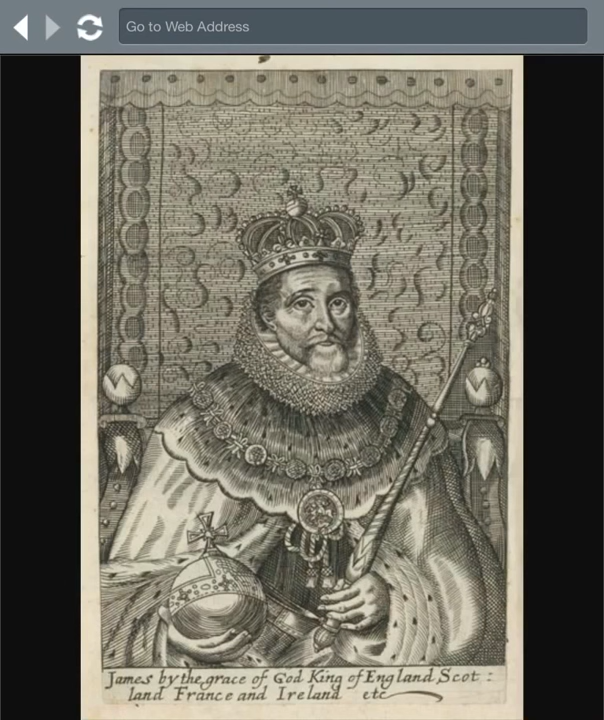 Go to Web Address
James by the grace of God King of England, Scot :
land France and Ireland etc